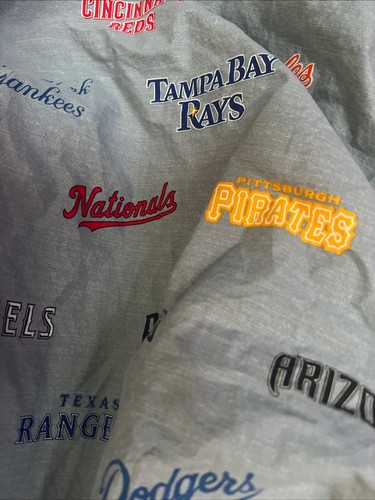 CINCINNATI
REDS
TAMPA BAY
RAYS
yankees
Nationals
PITTSBURGH
PIRATES
ELS
ARIZO
TEXAS
RANGE
Dodgers